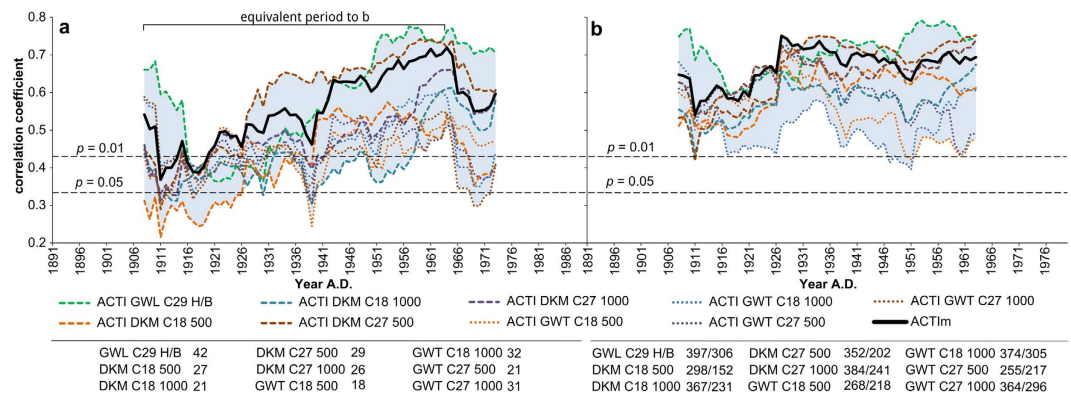 equivalent period to b
a
b
correlation coefficient
0.8
0.7
0.6
0.5
0.4
0.3
0.2
p = 0.01
p = 0.05
p = 0.01
p = 0.05
1891 1896 1901 1906 1911 1916 1921 1926 1931 1936 1941 1946 1951 1956 1961 1966 1971 1976 1981 1986
1891 1896 1901 1906 1911 1916 1921 1926 1931 1936 1941 1946 1951 1956 1961 1966 1971 1976
Year A.D.
Year A.D.
ACTI GWL C29 H/B ACTI DKM C18 1000 ACTI DKM C27 1000 ACTI GWT C18 1000 ACTI GWT C27 1000
ACTI DKM C18 500 ACTI DKM C27 500 ACTI GWT C18 500 ACTI GWT C27 500 ACTIm
GWL C29 H/B 42 DKM C27 500 29 GWT C18 1000 32
DKM C18 500 27 DKM C27 1000 26 GWT C27 500 21
DKM C18 1000 21 GWT C18 500 18 GWT C27 1000 31
GWL C29 H/B 397/306 DKM C27 500 352/202 GWT C18 1000 374/305
DKM C18 500 298/152 DKM C27 1000 384/241 GWT C27 500 255/217
DKM C18 1000 367/231 GWT C18 500 268/218 GWT C27 1000 364/296